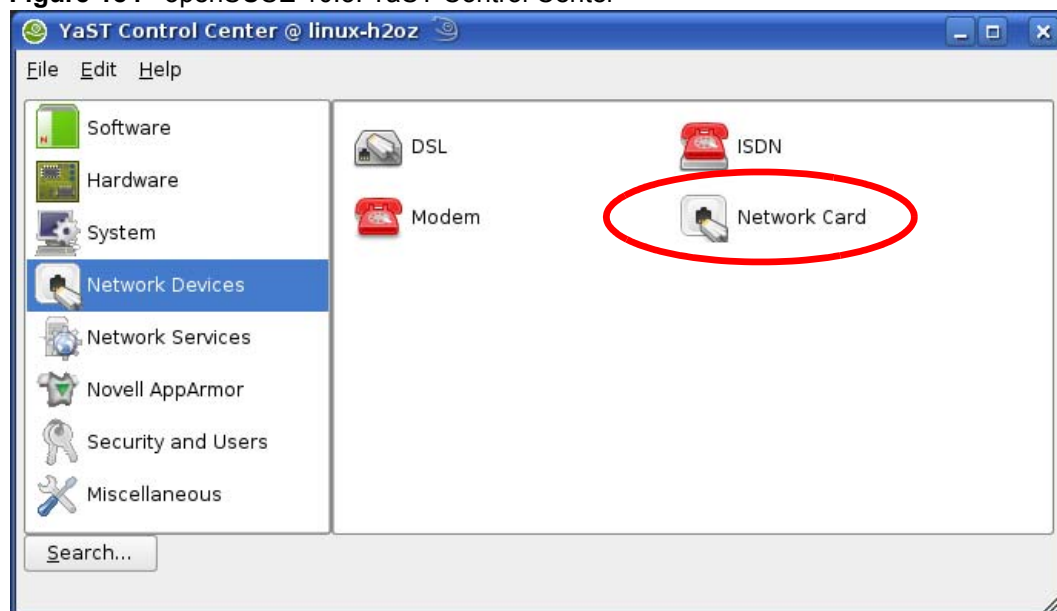 YaST Control Center @ linux-h2oz
File Edit Help
Software
Hardware
System
Network Devices
Network Services
Novell AppArmor
Security and Users
Miscellaneous
DSL
ISDN
Modem
Network Card
Search...